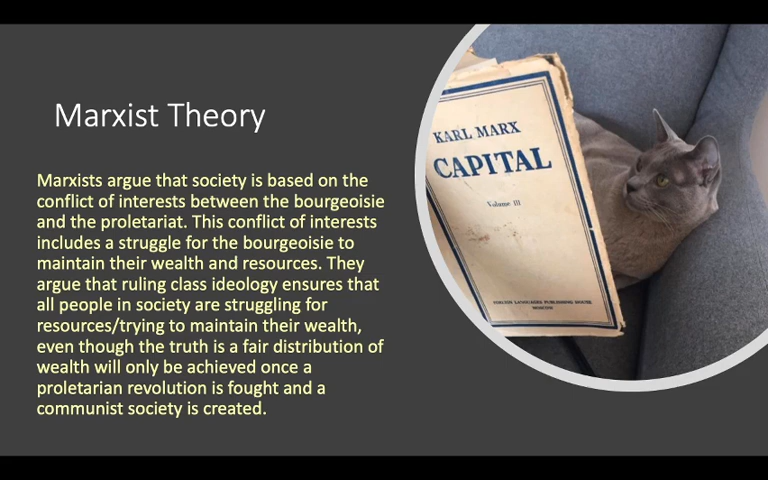 Marxist Theory
Marxists argue that society is based on the
conflict of interests between the bourgeoisie
and the proletariat. This conflict of interests
includes a struggle for the bourgeoisie to
maintain their wealth and resources. They
argue that ruling class ideology ensures that
all people in society are struggling for
resources/trying to maintain their wealth,
even though the truth is a fair distribution of
wealth will only be achieved once a
proletarian revolution is fought and a
communist society is created.
KARL MARX
CAPITAL
Volume III
FOREIGN LANGUAGES PUBLISHING HOUSE